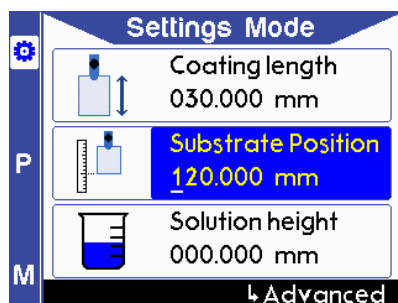 Settings Mode
Coating length
030.000 mm
P
Substrate Position
120.000 mm
Solution height
000.000 mm
M
↳Advanced